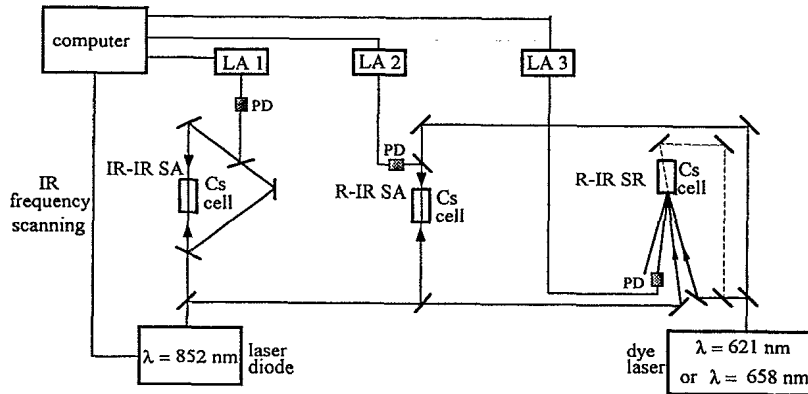 computer
LA 1
LA 2
LA 3
PD
PD
IR-IR SA
Cs
cell
R-IR SA
Cs
cell
R-IR SR
Cs
cell
PD
IR
frequency
scanning
λ = 852 nm
laser
diode
dye
laser
λ = 621 nm
or λ = 658 nm